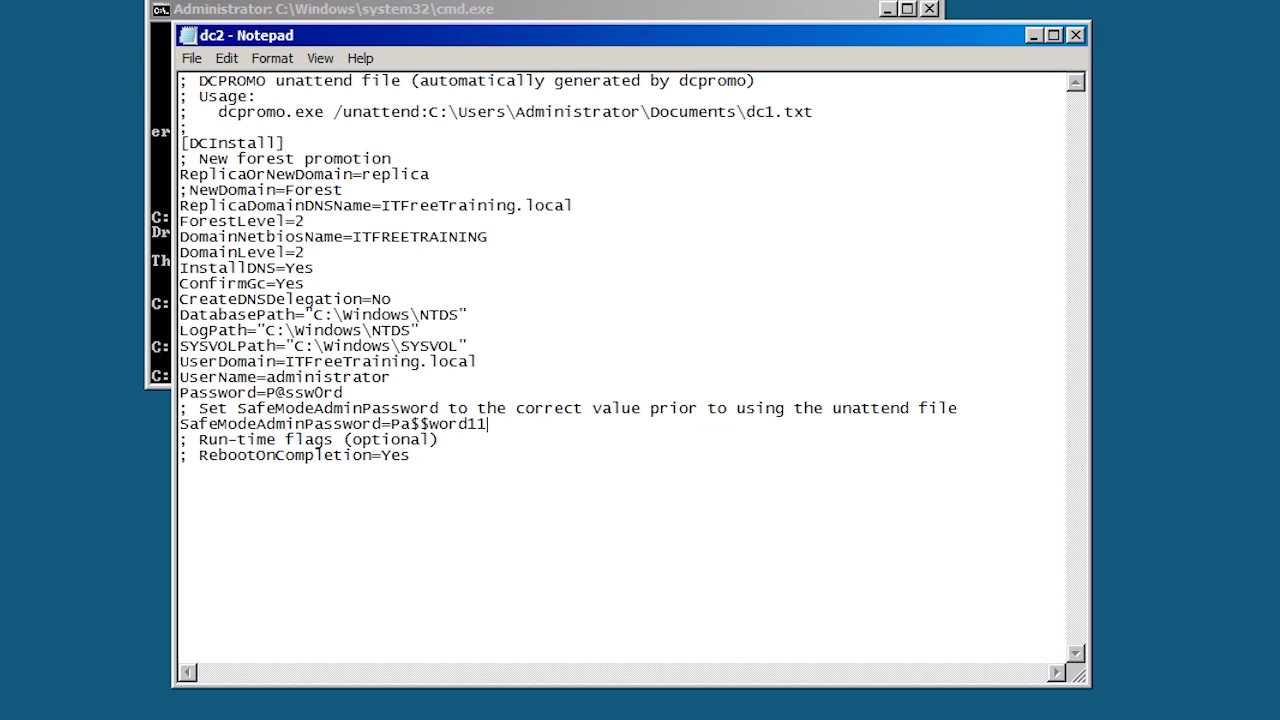 Administrator: C:\Windows\system32\cmd.exe
dc2 - Notepad
File Edit Format View Help
; DCPROMO unattend file (automatically generated by dcpromo)
; Usage:
;   dcpromo.exe /unattend:C:\Users\Administrator\Documents\dc1.txt
;
[DCInstall]
; New forest promotion
ReplicaOrNewDomain=replica
;NewDomain=Forest
ReplicaDomainDNSName=ITFreeTraining.local
ForestLevel=2
DomainNetbiosName=ITFREETRAINING
DomainLevel=2
InstallDNS=Yes
ConfirmGc=Yes
CreateDNSDelegation=No
DatabasePath="C:\Windows\NTDS"
LogPath="C:\Windows\NTDS"
SYSVOLPath="C:\Windows\SYSVOL"
UserDomain=ITFreeTraining.local
UserName=administrator
Password=P@ssw0rd
; Set SafeModeAdminPassword to the correct value prior to using the unattend file
SafeModeAdminPassword=Pa$$word11
; Run-time flags (optional)
; RebootOnCompletion=Yes
er
C:
Dr
Th
C:
C:
C: